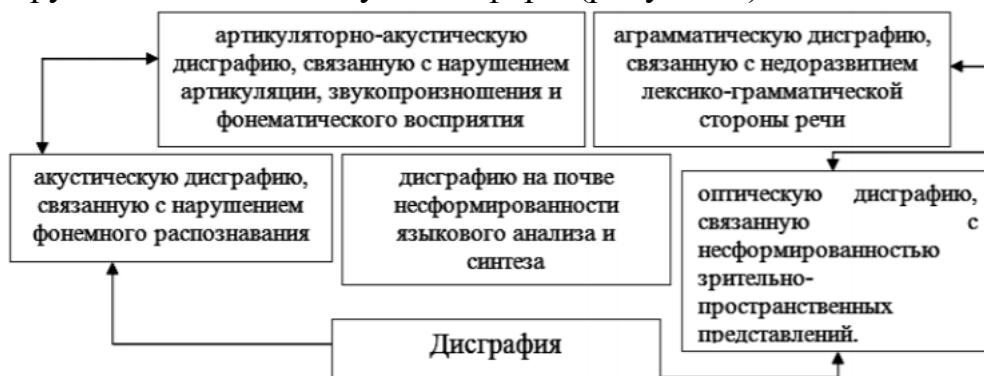 артикуляторно-акустическую
дисграфию, связанную с нарушением
артикуляции, звукопроизношения и
фонематического восприятия
аграмматическую дисграфию,
связанную с недоразвитием
лексико-грамматической
стороны речи
акустическую дисграфию,
связанную с нарушением
фонемного распознавания
дисграфию на почве
несформированности
языкового анализа и
синтеза
оптическую дисграфию,
связанную с
несформированностью
зрительно-
пространственных
представлений.
Дисграфия